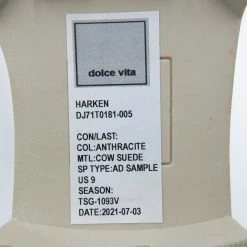 dolce vita
HARKEN
DJ71T0181-005
CON/LAST:
COL:ANTHRACITE
MTL:COW SUEDE
SP TYPE:AD SAMPLE
US 9
SEASON:
TSG-1093V
DATE:2021-07-03